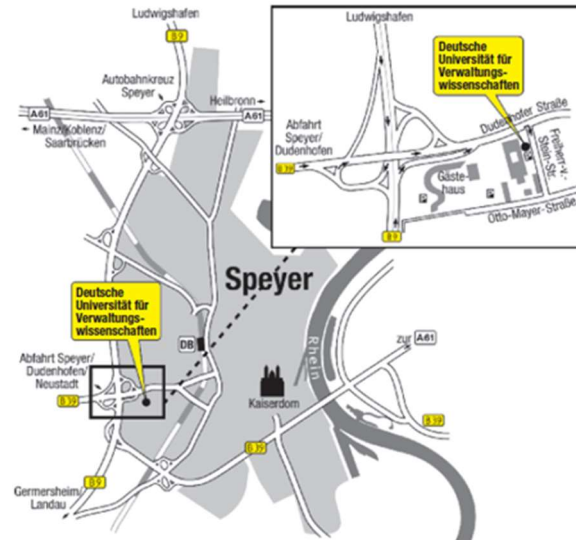 Ludwigshafen
B 9
Autobahnkreuz
Speyer
Heilbronn
A61
A61
Mainz/Koblenz/
Saarbrücken
Speyer
Deutsche
Universität für
Verwaltungs-
wissenschaften
DB
Abfahrt Speyer/
Dudenhofen/
Neustadt
B 39
Kaiserdom
Rhein
zur
A61
B 39
B 39
B 9
Germersheim/
Landau
Ludwigshafen
Deutsche
Universität für
Verwaltungs-
wissenschaften
Abfahrt
Speyer/
Dudenhofen
B 39
Dudenhofer Straße
Freiherr-v.-
Stein-Str.
Gäste-
haus
P
P
P
Otto-Mayer-Straße
B 9